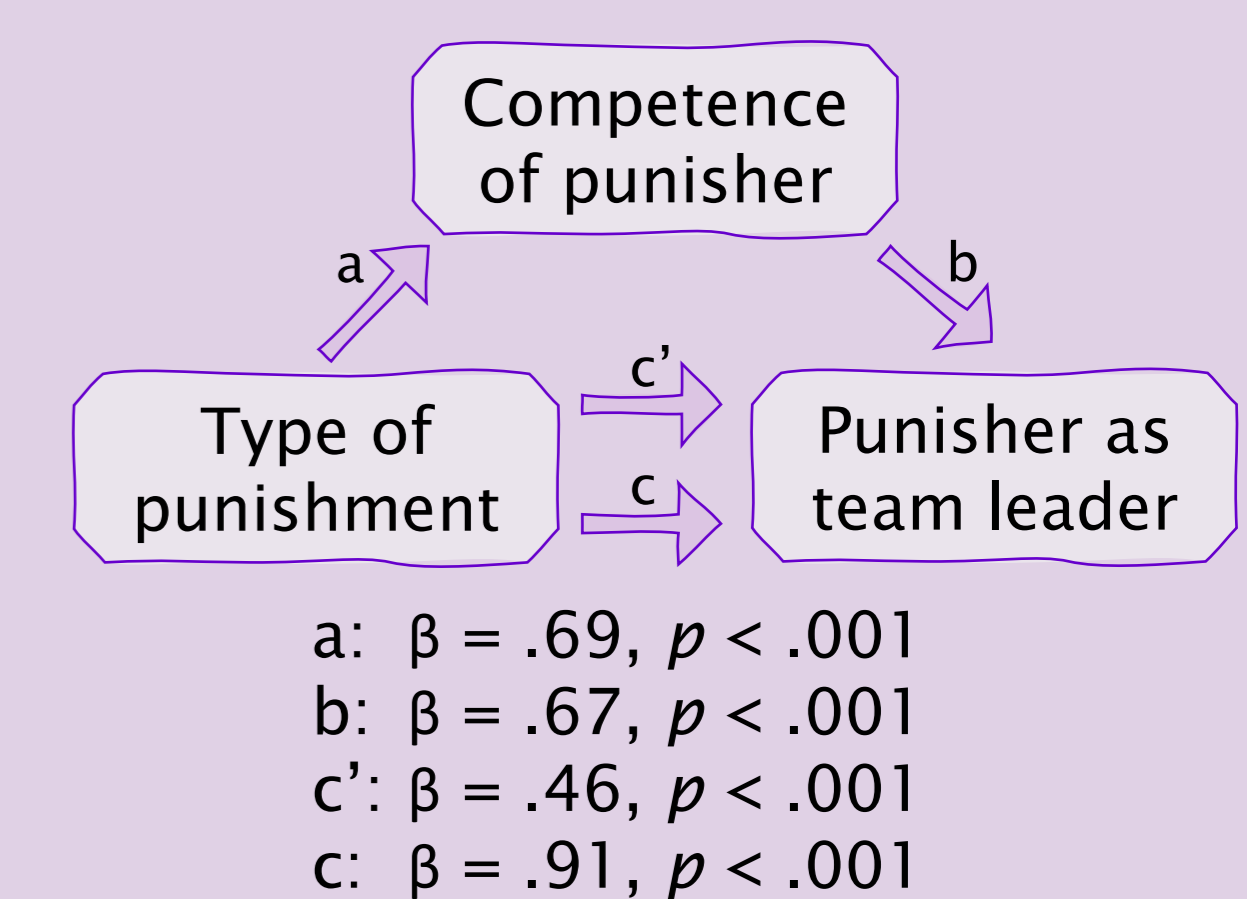 Competence
of punisher
a
b
c’
Type of
punishment
Punisher as
team leader
c
a: β = .69, p < .001
b: β = .67, p < .001
c’: β = .46, p < .001
c: β = .91, p < .001